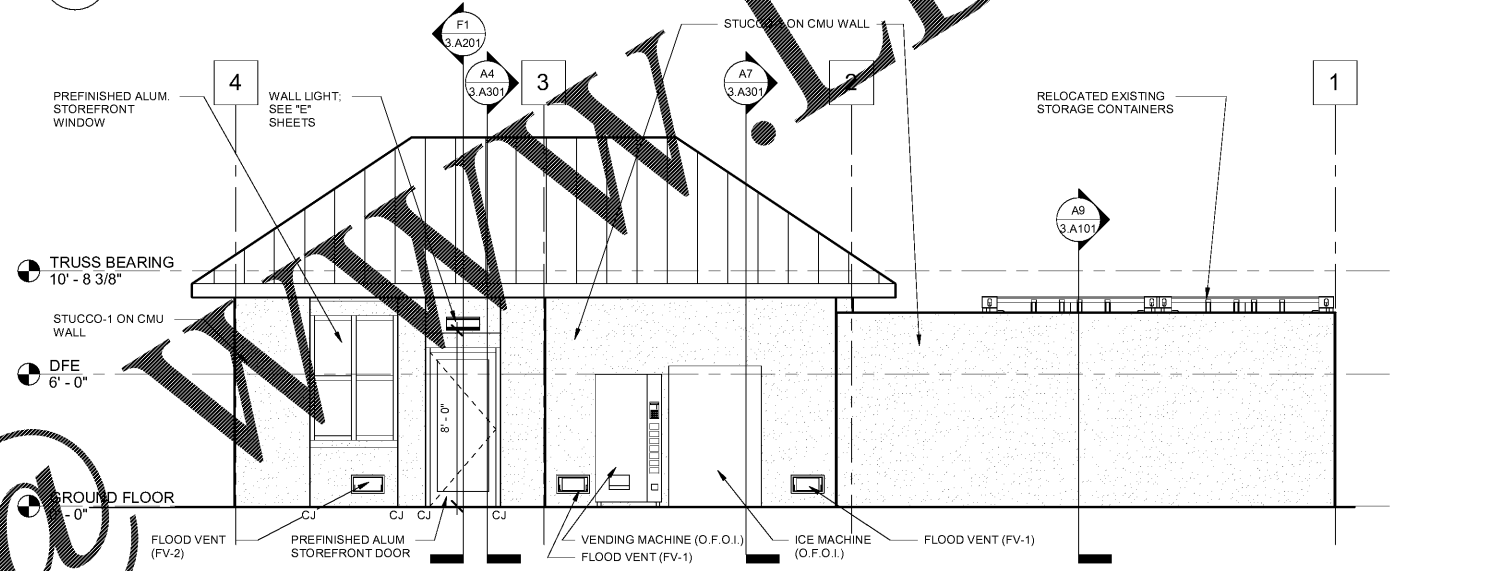 F1
3.A201
STUCCO-1 ON CMU WALL
4
A4
3.A301
3
A7
3.A301
2
1
PREFINISHED ALUM.
STOREFRONT
WINDOW
WALL LIGHT;
SEE "E"
SHEETS
RELOCATED EXISTING
STORAGE CONTAINERS
A9
3.A101
TRUSS BEARING
10' - 8 3/8"
STUCCO-1 ON CMU
WALL
DFE
6' - 0"
8' - 0"
GROUND FLOOR
- 0"
CJ CJ CJ CJ
FLOOD VENT
(FV-2)
PREFINISHED ALUM
STOREFRONT DOOR
VENDING MACHINE (O.F.O.I.)
FLOOD VENT (FV-1)
ICE MACHINE
(O.F.O.I.)
FLOOD VENT (FV-1)
@ WWW.LE